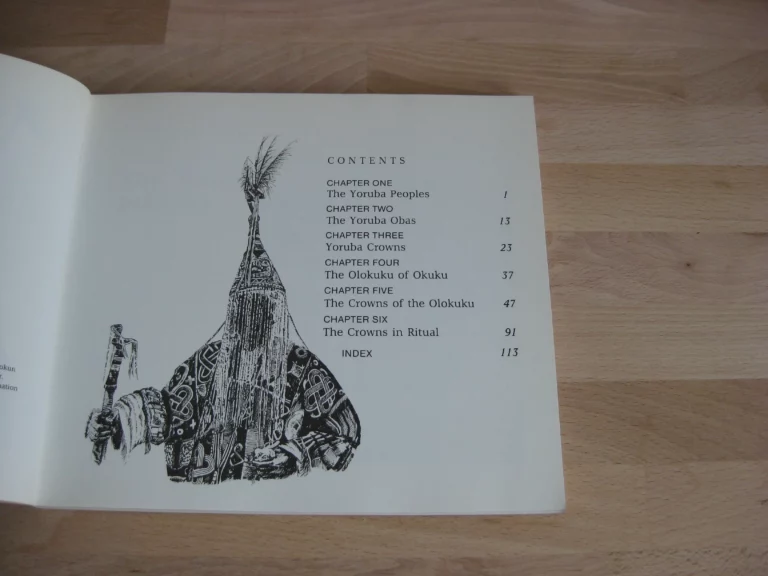 CONTENTS
CHAPTER ONE
The Yoruba Peoples 1
CHAPTER TWO
The Yoruba Obas 13
CHAPTER THREE
Yoruba Crowns 23
CHAPTER FOUR
The Olokuku of Okuku 37
CHAPTER FIVE
The Crowns of the Olokuku 47
CHAPTER SIX
The Crowns in Ritual 91
INDEX 113